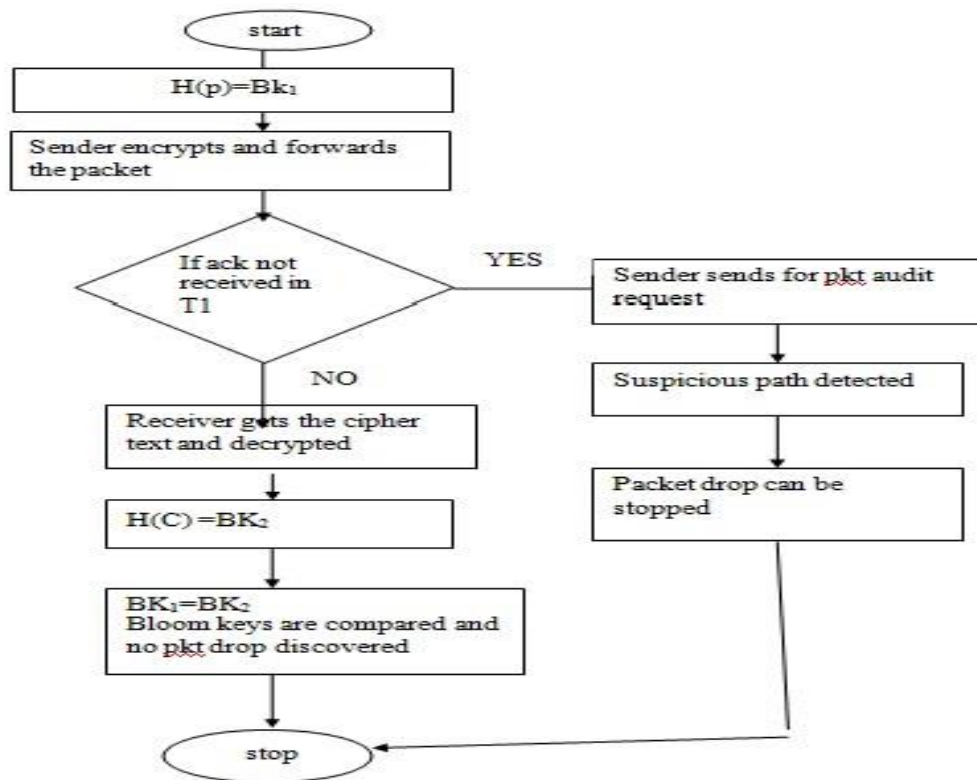 start
H(p)=Bk₁
Sender encrypts and forwards
the packet
If ack not
received in
T1
YES
Sender sends for pkt audit
request
Suspicious path detected
Packet drop can be
stopped
NO
Receiver gets the cipher
text and decrypted
H(C) =BK₂
BK₁=BK₂
Bloom keys are compared and
no pkt drop discovered
stop